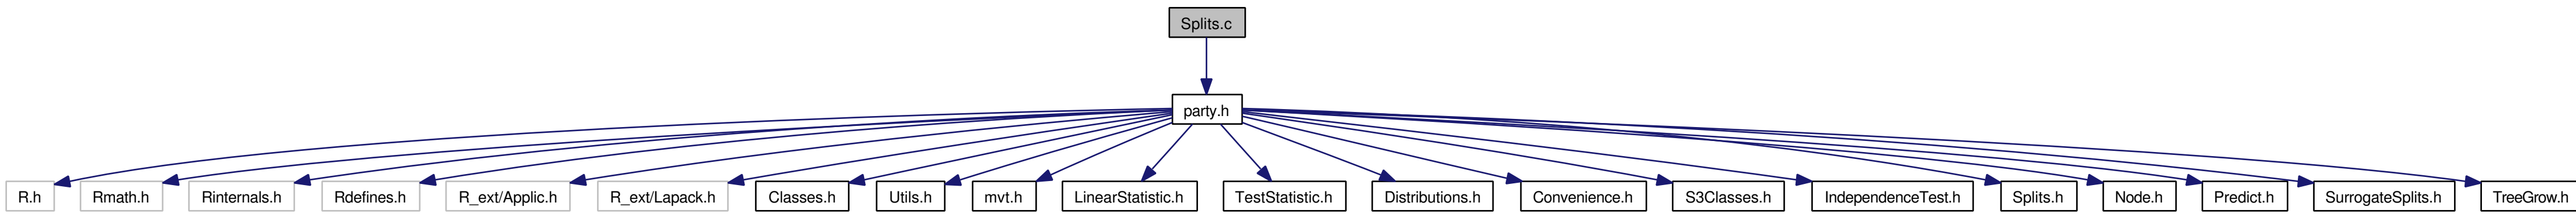 Splits.c
party.h
R.h Rmath.h Rinternals.h Rdefines.h R_ext/Applic.h R_ext/Lapack.h Classes.h Utils.h mvt.h LinearStatistic.h TestStatistic.h Distributions.h Convenience.h S3Classes.h IndependenceTest.h Splits.h Node.h Predict.h SurrogateSplits.h TreeGrow.h